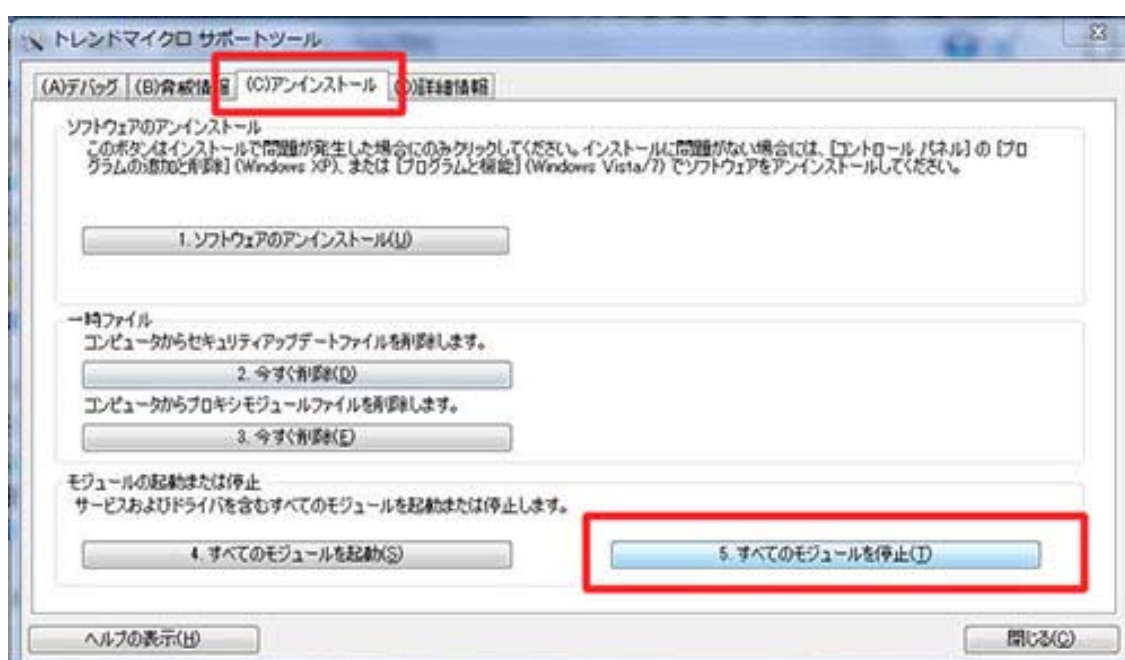 トレンドマイクロ サポートツール
(A)デバッグ (B)脅威情報 (C)アンインストール (D)詳細情報
ソフトウェアのアンインストール
このボタンはインストールで問題が発生した場合にのみクリックしてください。インストールに問題がない場合には、[コントロール パネル] の [プロ
グラムの追加と削除] (Windows XP)、または [プログラムと機能] (Windows Vista/7) でソフトウェアをアンインストールしてください。
1. ソフトウェアのアンインストール(U)
一時ファイル
コンピュータからセキュリティアップデートファイルを削除します。
2. 今すぐ削除(D)
コンピュータからプロキシモジュールファイルを削除します。
3. 今すぐ削除(E)
モジュールの起動または停止
サービスおよびドライバを含むすべてのモジュールを起動または停止します。
4. すべてのモジュールを起動(S) 5. すべてのモジュールを停止(T)
ヘルプの表示(H) 閉じる(C)